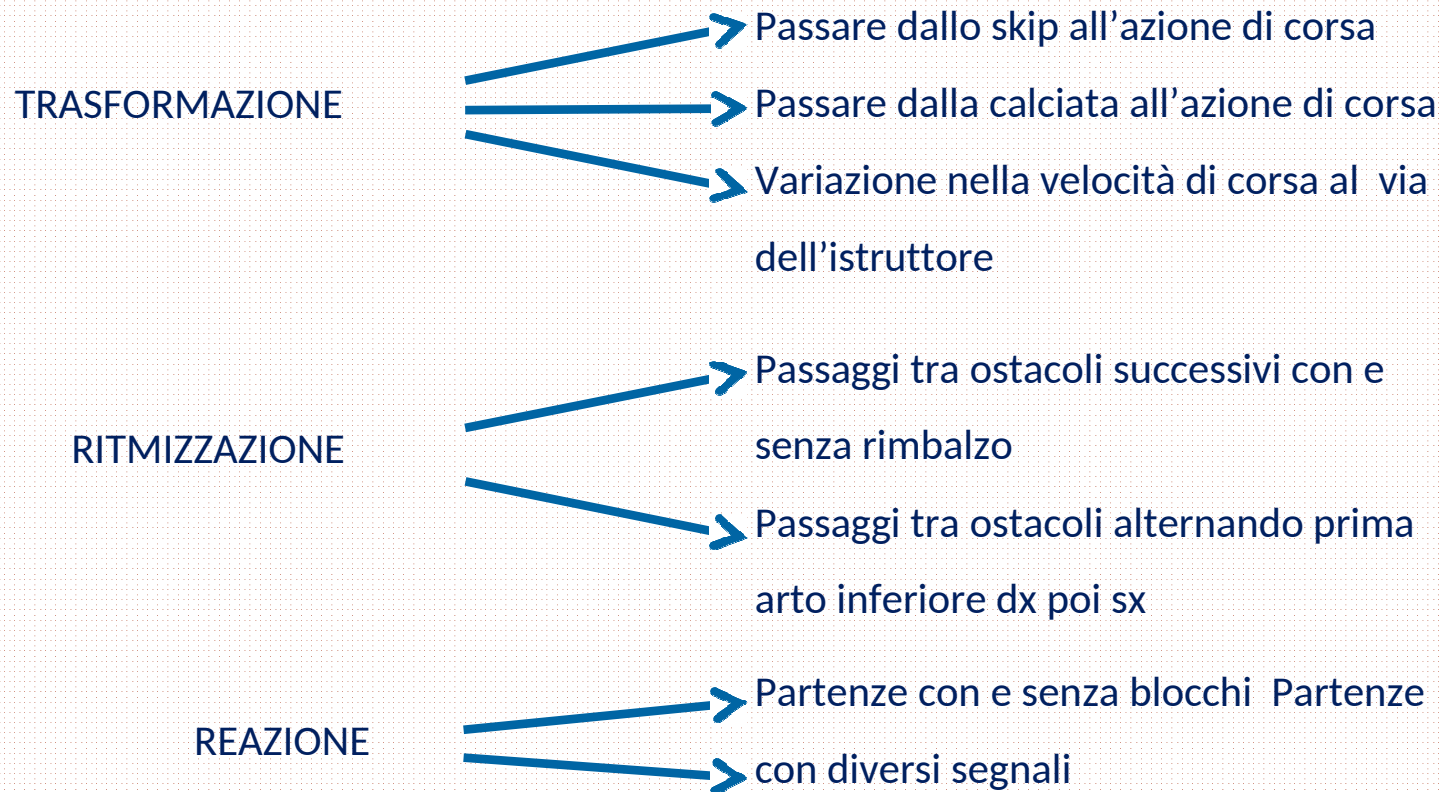 Passare dallo skip all’azione di corsa
TRASFORMAZIONE
Passare dalla calciata all’azione di corsa
Variazione nella velocità di corsa al  via
dell’istruttore
Passaggi tra ostacoli successivi con e
RITMIZZAZIONE
senza rimbalzo
Passaggi tra ostacoli alternando prima
arto inferiore dx poi sx
Partenze con e senza blocchi  Partenze
REAZIONE
con diversi segnali